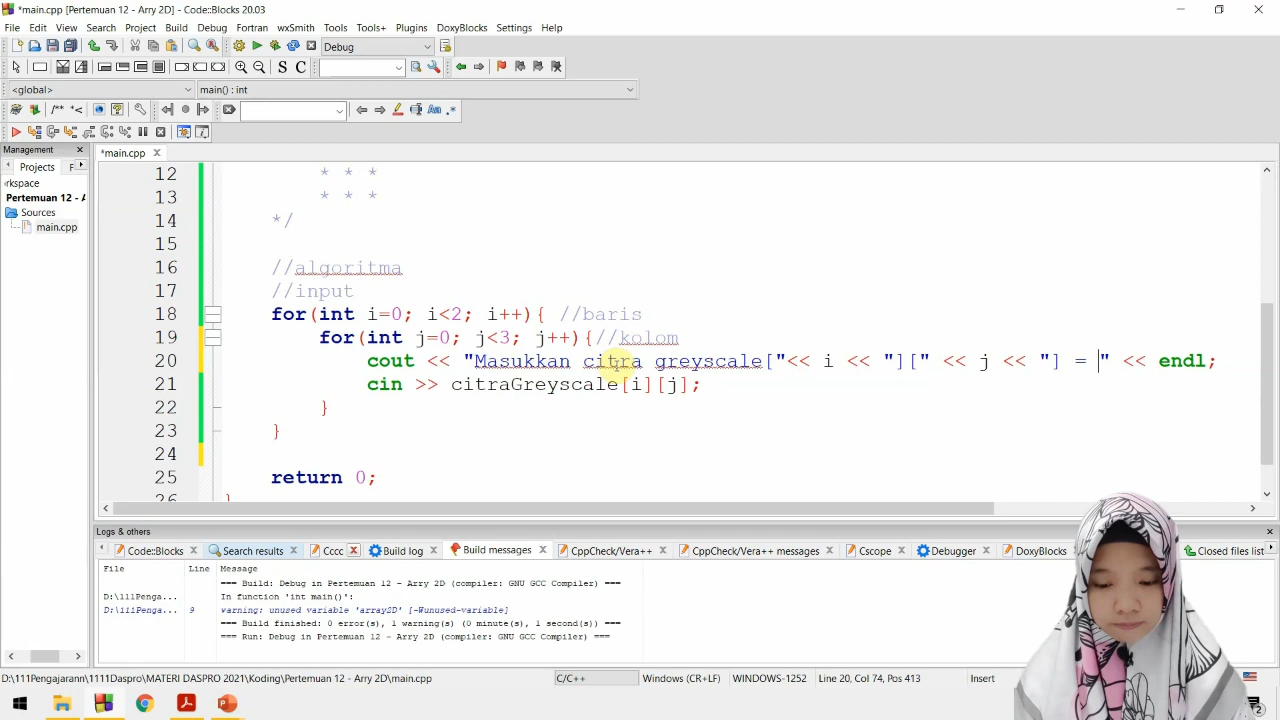 *main.cpp [Pertemuan 12 - Arry 2D] - Code::Blocks 20.03
File Edit View Search Project Build Debug Fortran wxSmith Tools Tools+ Plugins DoxyBlocks Settings Help
Debug
S C
<global> main() : int
/** *< Aa .*
Management
Projects F
rkspace
Pertemuan 12 - A
Sources
main.cpp
*main.cpp
12 * * *
13 * * *
14 */
15
16 //algoritma
17 //input
18 for(int i=0; i<2; i++){ //baris
19 for(int j=0; j<3; j++){//kolom
20 cout << "Masukkan citra greyscale["<< i << "][" << j << "] = " << endl;
21 cin >> citraGreyscale[i][j];
22 }
23 }
24
25 return 0;
26 }
Logs & others
Code::Blocks Search results Cccc Build log Build messages CppCheck/Vera++ CppCheck/Vera++ messages Cscope Debugger DoxyBlocks Closed files list
File Line Message
=== Build: Debug in Pertemuan 12 - Arry 2D (compiler: GNU GCC Compiler) ===
D:\111Penga... In function 'int main()':
D:\111Penga... 9 warning: unused variable 'array2D' [-Wunused-variable]
=== Build finished: 0 error(s), 1 warning(s) (0 minute(s), 1 second(s)) ===
=== Run: Debug in Pertemuan 12 - Arry 2D (compiler: GNU GCC Compiler) ===
D:\111Pengajarann\1111Daspro\MATERI DASPRO 2021\Koding\Pertemuan 12 - Arry 2D\main.cpp C/C++ Windows (CR+LF) WINDOWS-1252 Line 20, Col 74, Pos 413 Insert
2